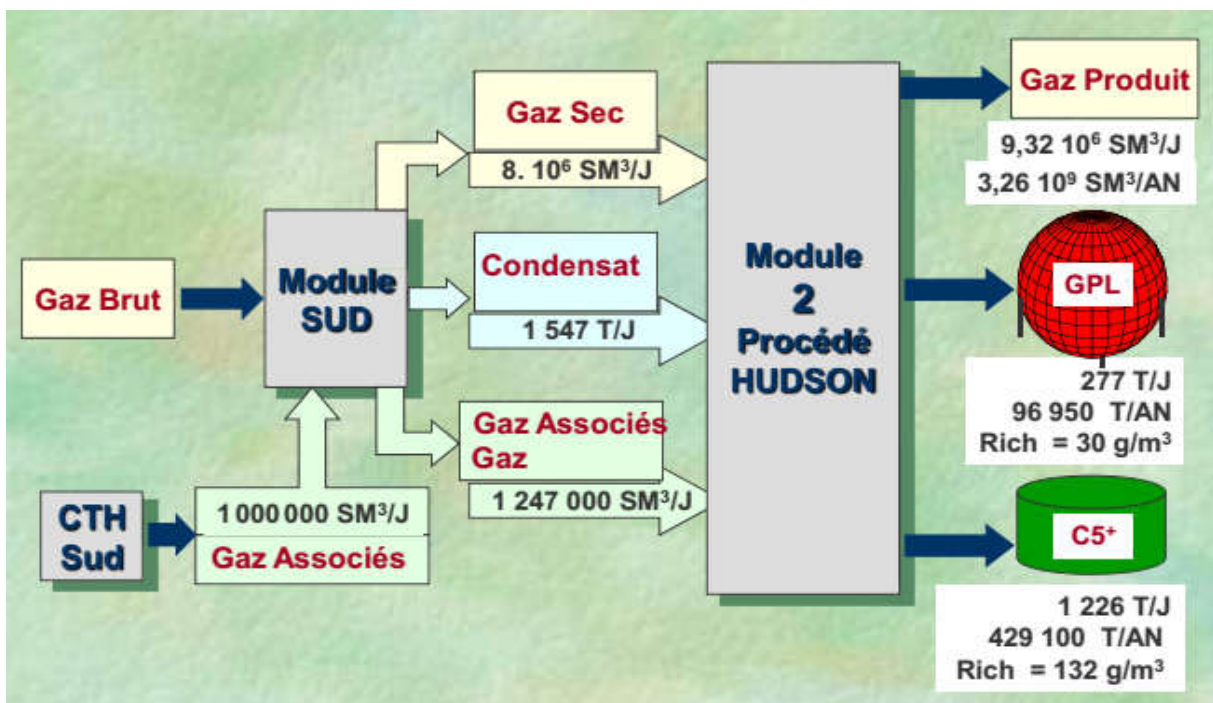 Gaz Brut
CTH
Sud
1 000 000 SM³/J
Gaz Associés
Module
SUD
Gaz Sec
8. 10⁶ SM³/J
Condensat
1 547 T/J
Gaz Associés
Gaz
1 247 000 SM³/J
Module
2
Procédé
HUDSON
Gaz Produit
9,32 10⁶ SM³/J
3,26 10⁹ SM³/AN
GPL
277 T/J
96 950 T/AN
Rich = 30 g/m³
C5⁺
1 226 T/J
429 100 T/AN
Rich = 132 g/m³